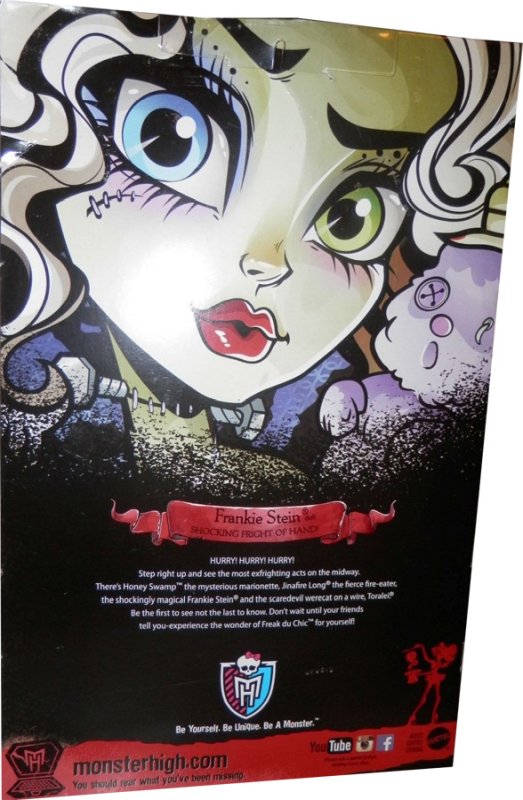 Frankie Stein® doll
SHOCKING FRIGHT OF HAND!
HURRY! HURRY! HURRY!
Step right up and see the most exfrighting acts on the midway.
There's Honey Swamp™ the mysterious marionette, Jinafire Long® the fierce fire-eater,
the shockingly magical Frankie Stein® and the scaredevil werecat on a wire, Toralei!®
Be the first to see not the last to know. Don't wait until your friends
tell you-experience the wonder of Freak du Chic™ for yourself!
Be Yourself. Be Unique. Be A Monster.™
YouTube f
MATTEL
monsterhigh.com
You should rear what you've been missing.